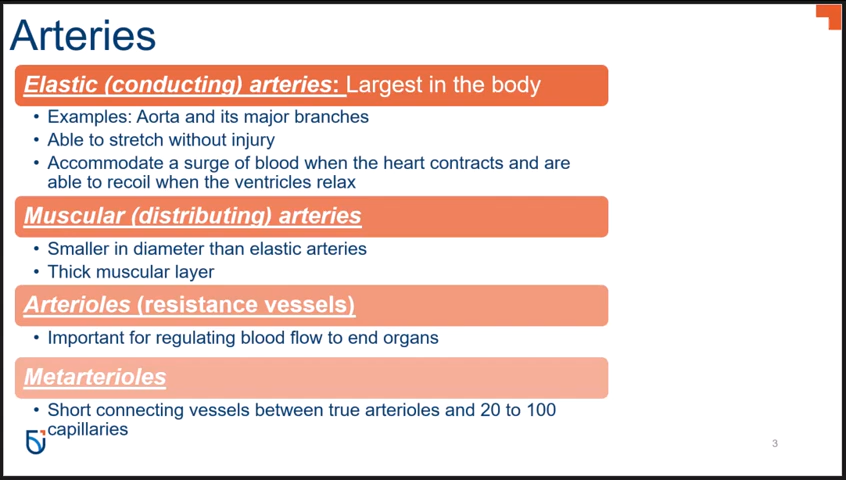 Arteries
Elastic (conducting) arteries: Largest in the body
• Examples: Aorta and its major branches
• Able to stretch without injury
• Accommodate a surge of blood when the heart contracts and are
able to recoil when the ventricles relax
Muscular (distributing) arteries
• Smaller in diameter than elastic arteries
• Thick muscular layer
Arterioles (resistance vessels)
• Important for regulating blood flow to end organs
Metarterioles
• Short connecting vessels between true arterioles and 20 to 100
capillaries
3